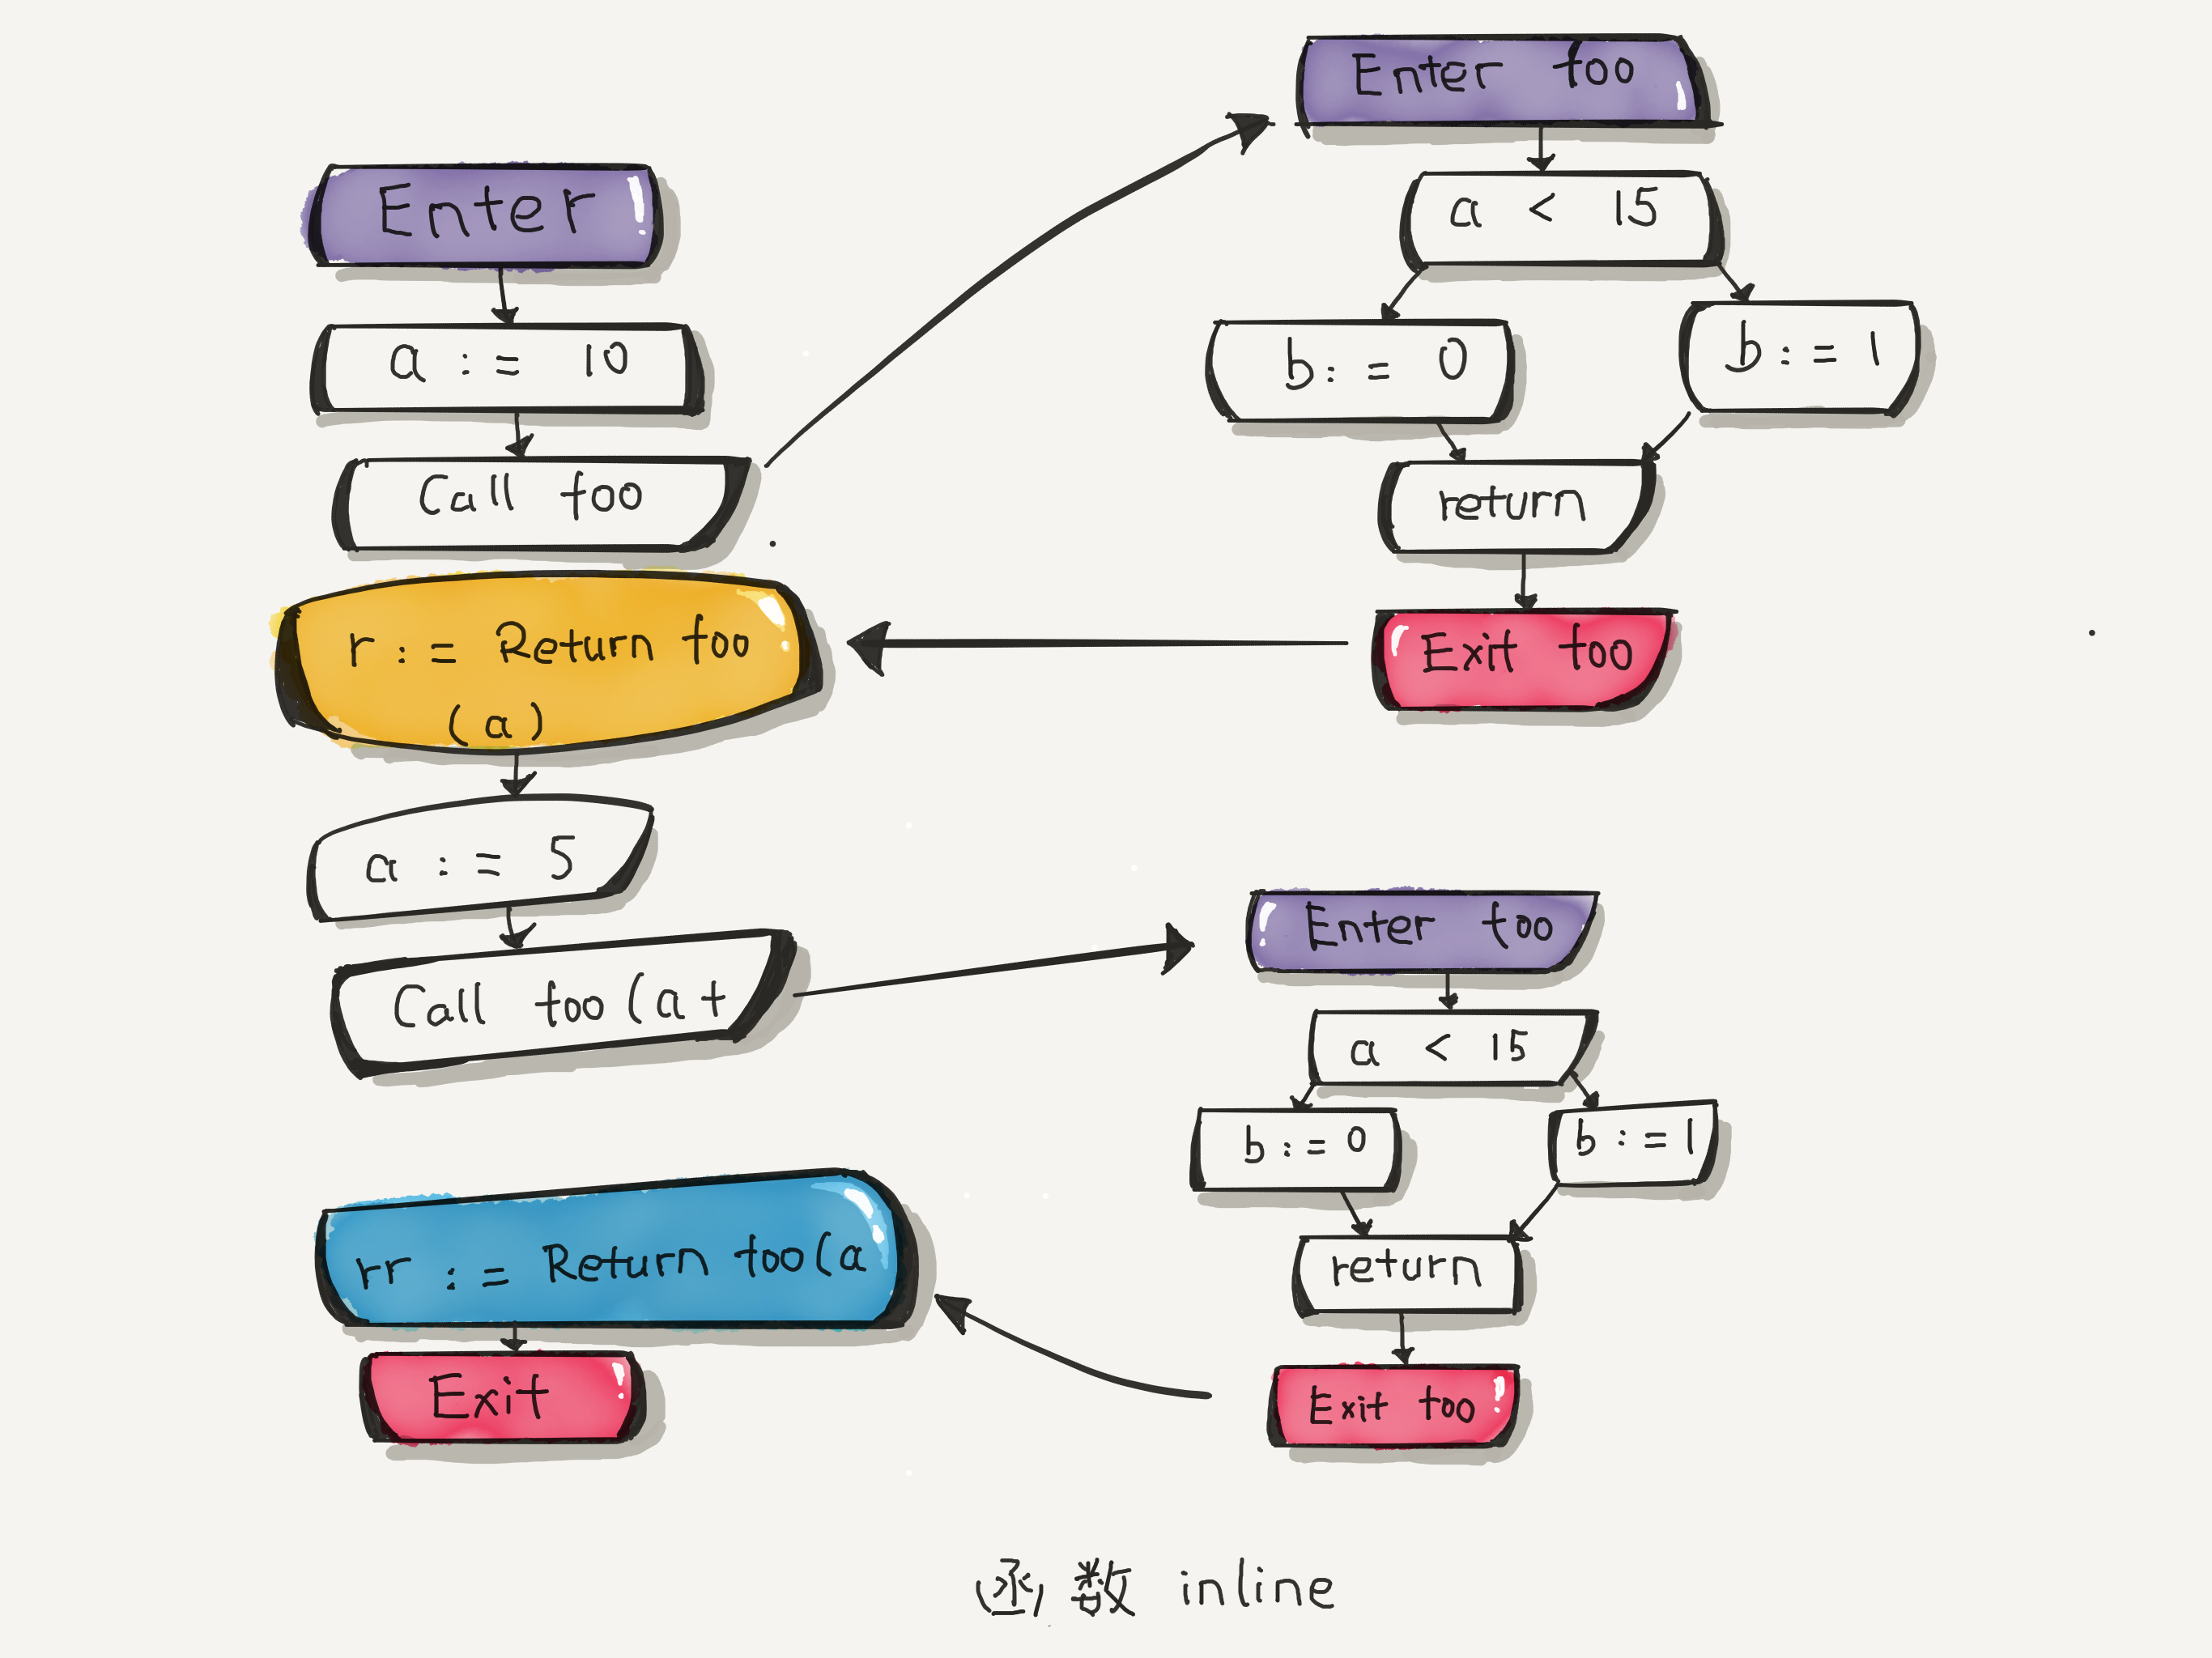 Enter
a := 10
Call foo
r := Return foo
(a)
a := 5
Call foo(a+
rr := Return foo(a
Exit
Enter foo
a < 15
b := 0
b := 1
return
Exit foo
Enter foo
a < 15
b := 0
b := 1
return
Exit foo
函数 inline